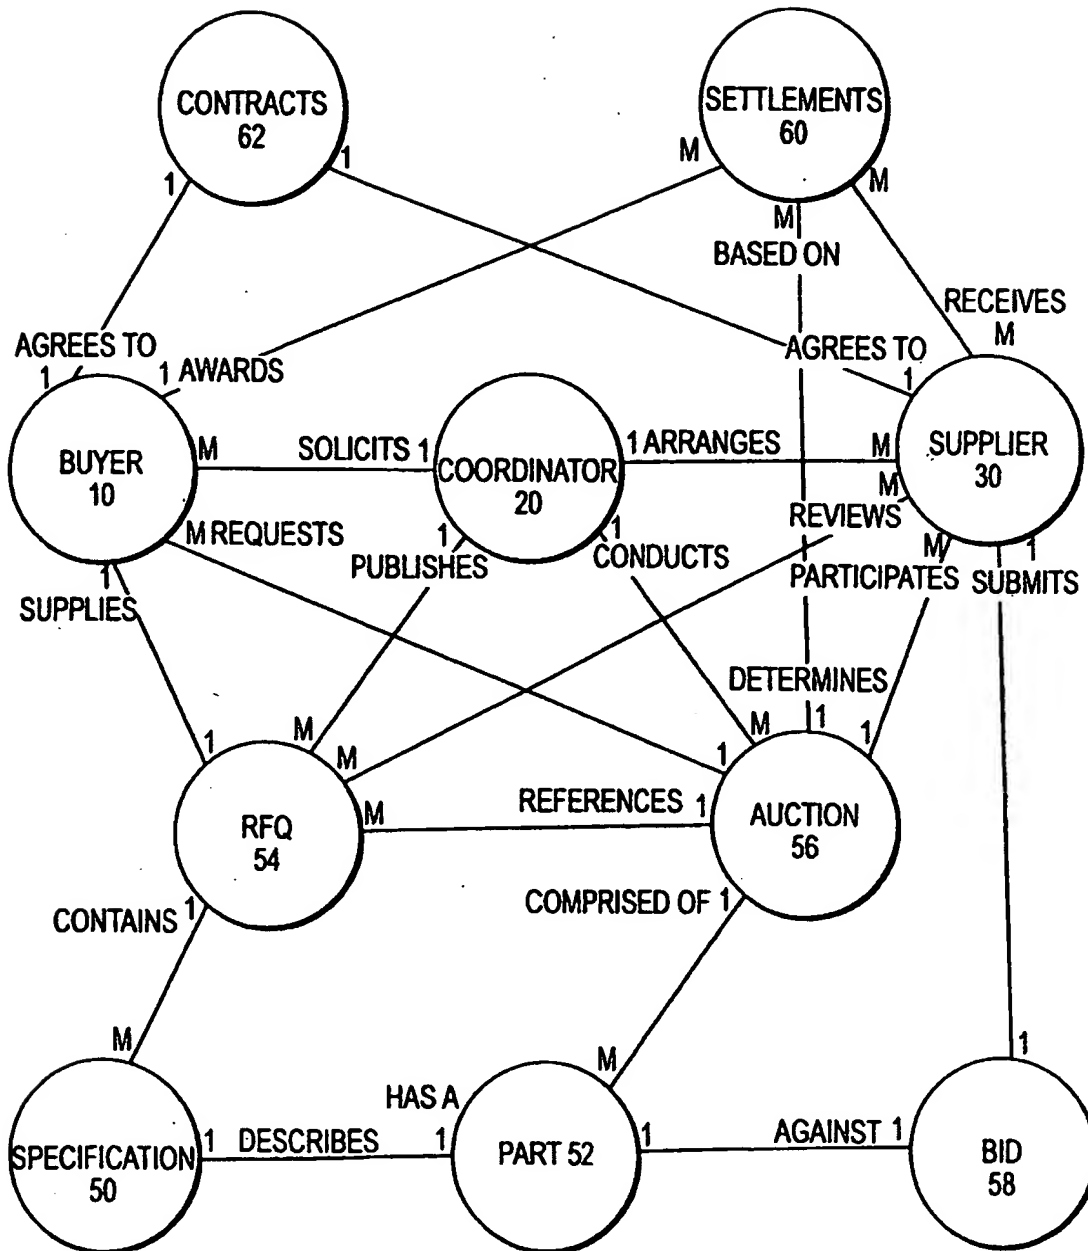 CONTRACTS
62
SETTLEMENTS
60
1
1
M
M
M
BASED ON
RECEIVES
M
AGREES TO
1
1 AWARDS
AGREES TO
1
BUYER
10
M
SOLICITS 1
COORDINATOR
20
1 ARRANGES
M
SUPPLIER
30
M REQUESTS
1
PUBLISHES
1
CONDUCTS
M
REVIEWS
M
PARTICIPATES
1
SUBMITS
1
SUPPLIES
DETERMINES
1
M
M
1
M
1
1
RFQ
54
M
REFERENCES 1
AUCTION
56
CONTAINS 1
COMPRISED OF 1
M
M
1
HAS A
SPECIFICATION
50
1 DESCRIBES 1
PART 52
1
AGAINST 1
BID
58